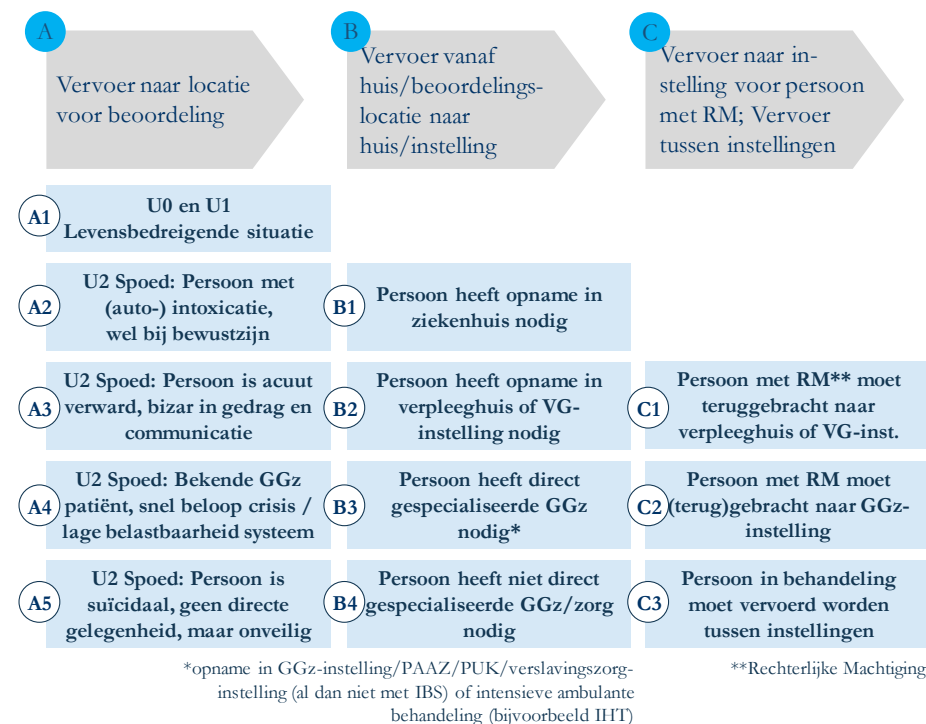 A
Vervoer naar locatie
voor beoordeling
B
Vervoer vanaf
huis/beoordelings-
locatie naar
huis/instelling
C
Vervoer naar in-
stelling voor persoon
met RM; Vervoer
tussen instellingen
A1
U0 en U1
Levensbedreigende situatie
A2
U2 Spoed: Persoon met
(auto-) intoxicatie,
wel bij bewustzijn
B1
Persoon heeft opname in
ziekenhuis nodig
A3
U2 Spoed: Persoon is acuut
verward, bizar in gedrag en
communicatie
B2
Persoon heeft opname in
verpleeghuis of VG-
instelling nodig
C1
Persoon met RM** moet
teruggebracht naar
verpleeghuis of VG-inst.
A4
U2 Spoed: Bekende GGz
patiënt, snel beloop crisis /
lage belastbaarheid systeem
B3
Persoon heeft direct
gespecialiseerde GGz
nodig*
C2
Persoon met RM moet
(terug)gebracht naar GGz-
instelling
A5
U2 Spoed: Persoon is
suïcidaal, geen directe
gelegenheid, maar onveilig
B4
Persoon heeft niet direct
gespecialiseerde GGz/zorg
nodig
C3
Persoon in behandeling
moet vervoerd worden
tussen instellingen
*opname in GGz-instelling/PAAZ/PUK/verslavingszorg-
instelling (al dan niet met IBS) of intensieve ambulante
behandeling (bijvoorbeeld IHT)
**Rechterlijke Machtiging